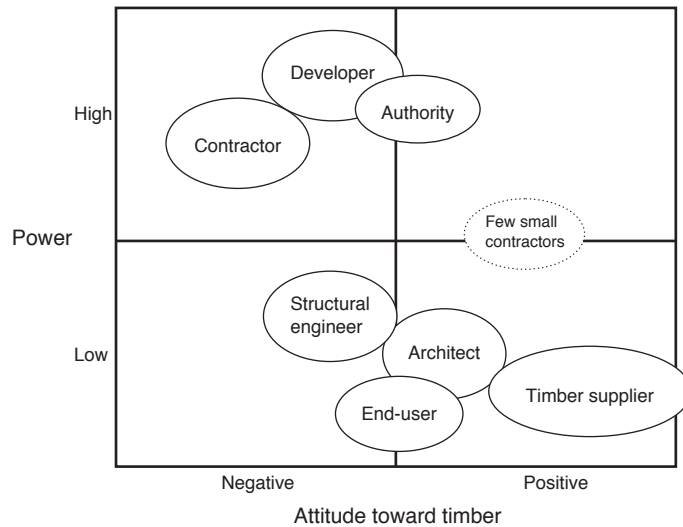 Developer
High
Authority
Contractor
Few small
contractors
Power
Structural
engineer
Low
Architect
Timber supplier
End-user
Negative
Positive
Attitude toward timber